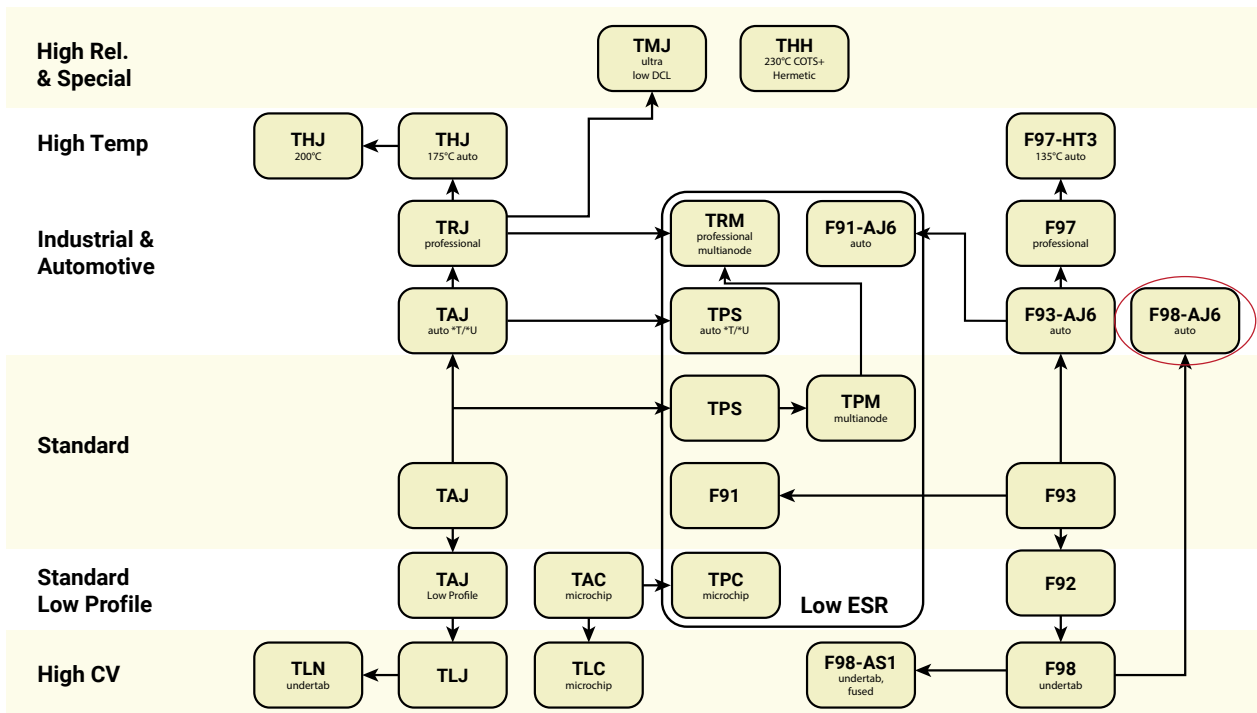 High Rel.
& Special
TMJ
ultra
low DCL
THH
230°C COTS+
Hermetic
High Temp
THJ
200°C
THJ
175°C auto
F97-HT3
135°C auto
Industrial &
Automotive
TRJ
professional
TRM
professional
multianode
F91-AJ6
auto
F97
professional
TAJ
auto *T/*U
TPS
auto *T/*U
F93-AJ6
auto
F98-AJ6
auto
Standard
TPS
TPM
multianode
TAJ
F91
F93
Standard
Low Profile
TAJ
Low Profile
TAC
microchip
TPC
microchip
Low ESR
F92
High CV
TLN
undertab
TLJ
TLC
microchip
F98-AS1
undertab,
fused
F98
undertab